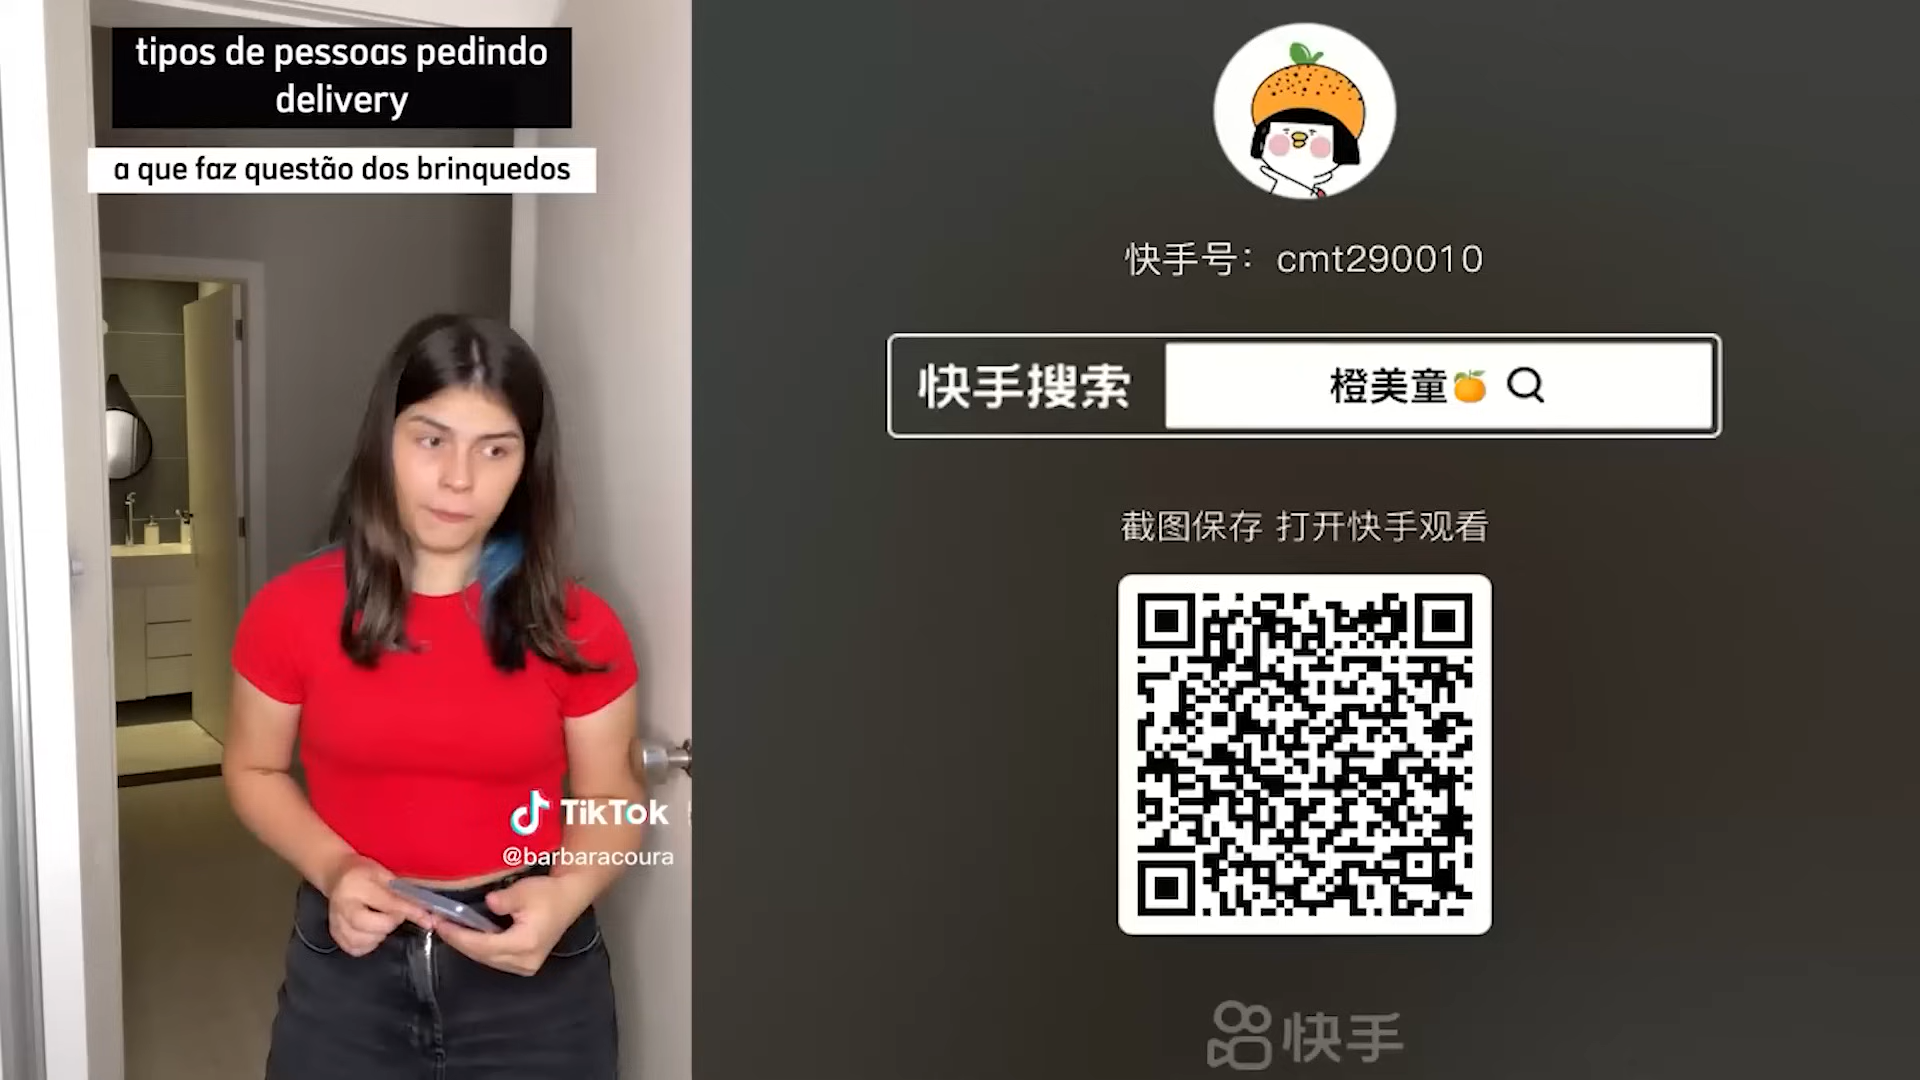 tipos de pessoas pedindo
delivery
a que faz questão dos brinquedos
TikTok
@barbaracoura
快手号：cmt290010
快手搜索
橙美童🍊
截图保存 打开快手观看
快手